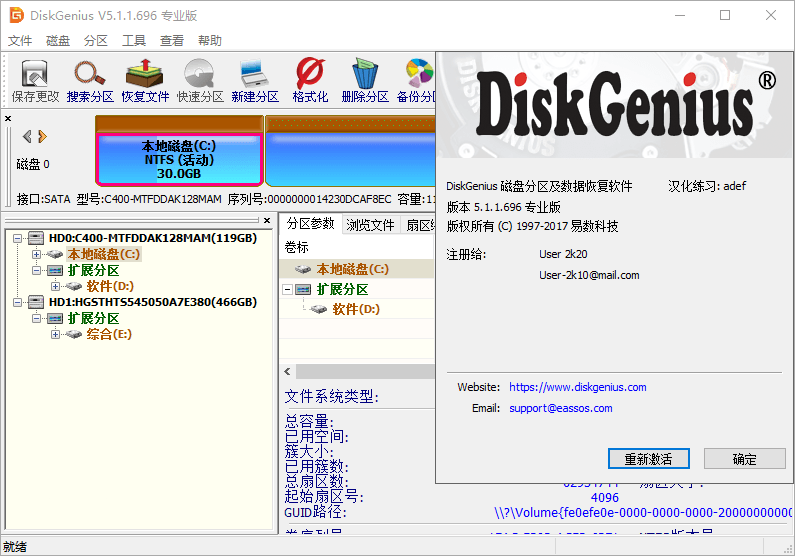 DiskGenius V5.1.1.696 专业版
文件 磁盘 分区 工具 查看 帮助
保存更改 搜索分区 恢复文件 快速分区 新建分区 格式化 删除分区 备份分
磁盘 0
本地磁盘(C:)
NTFS (活动)
30.0GB
接口:SATA 型号:C400-MTFDDAK128MAM 序列号:0000000014230DCAF8EC 容量:11
HD0:C400-MTFDDAK128MAM(119GB)
本地磁盘(C:)
扩展分区
软件(D:)
HD1:HGSTHTS545050A7E380(466GB)
扩展分区
综合(E:)
分区参数 浏览文件
卷标
本地磁盘(C:)
扩展分区
软件(D:)
文件系统类型:
总容量:
已用空间:
簇大小:
已用簇数:
总扇区数:
起始扇区号: 4096
GUID路径: \\?\Volume{fe0efe0e-0000-0000-0000-20000000000
DiskGenius®
DiskGenius 磁盘分区及数据恢复软件 汉化练习: adef
版本 5.1.1.696 专业版
版权所有 (C) 1997-2017 易数科技
注册给: User 2k20
User-2k10@mail.com
Website: https://www.diskgenius.com
Email: support@eassos.com
重新激活 确定
就绪